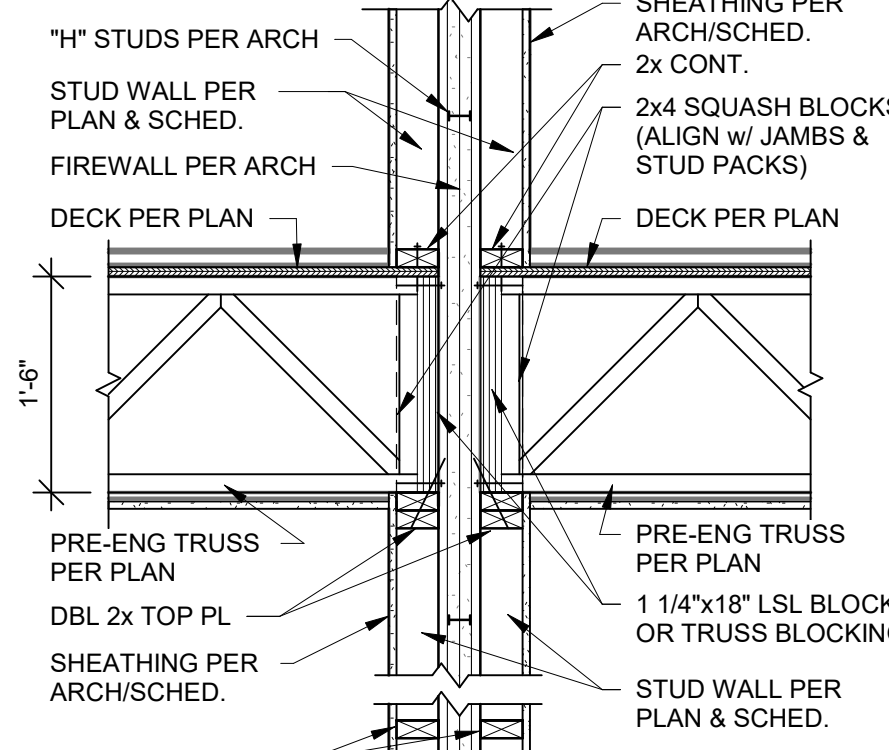 "H" STUDS PER ARCH
STUD WALL PER
PLAN & SCHED.
FIREWALL PER ARCH
DECK PER PLAN
1'-6"
PRE-ENG TRUSS
PER PLAN
DBL 2x TOP PL
SHEATHING PER
ARCH/SCHED.
SHEATHING PER
ARCH/SCHED.
2x CONT.
2x4 SQUASH BLOCKS
(ALIGN w/ JAMBS &
STUD PACKS)
DECK PER PLAN
PRE-ENG TRUSS
PER PLAN
1 1/4"x18" LSL BLOCK
OR TRUSS BLOCKING
STUD WALL PER
PLAN & SCHED.